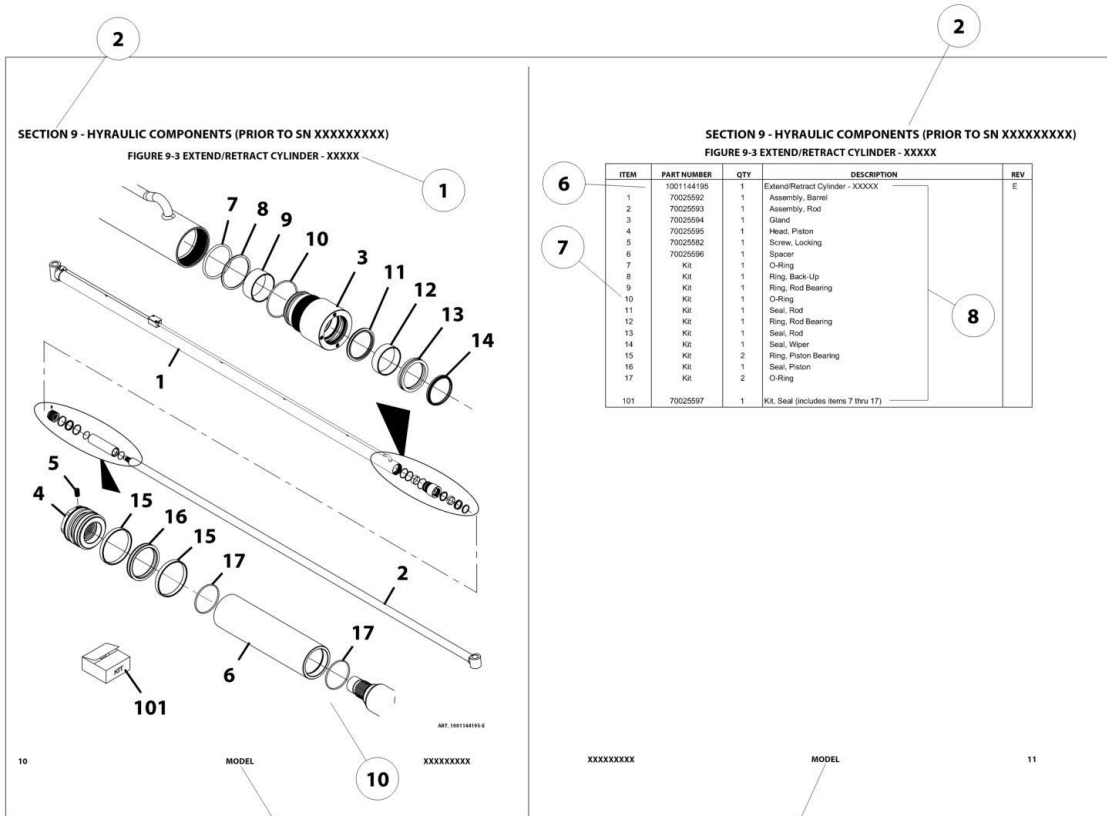 2
2
SECTION 9 - HYRAULIC COMPONENTS (PRIOR TO SN XXXXXXXXX)
FIGURE 9-3 EXTEND/RETRACT CYLINDER - XXXXX
1
7
8
9
10
3
11
12
13
14
1
5
4
15
16
15
17
2
17
6
KIT
101
ART_1001144195-E
10
10 MODEL XXXXXXXXX
SECTION 9 - HYRAULIC COMPONENTS (PRIOR TO SN XXXXXXXXX)
FIGURE 9-3 EXTEND/RETRACT CYLINDER - XXXXX
6
7
8
ITEM PART NUMBER QTY DESCRIPTION REV
1001144195 1 Extend/Retract Cylinder - XXXXX E
1 70025592 1 Assembly, Barrel
2 70025593 1 Assembly, Rod
3 70025594 1 Gland
4 70025595 1 Head, Piston
5 70025582 1 Screw, Locking
6 70025596 1 Spacer
7 Kit 1 O-Ring
8 Kit 1 Ring, Back-Up
9 Kit 1 Ring, Rod Bearing
10 Kit 1 O-Ring
11 Kit 1 Seal, Rod
12 Kit 1 Ring, Rod Bearing
13 Kit 1 Seal, Rod
14 Kit 1 Seal, Wiper
15 Kit 2 Ring, Piston Bearing
16 Kit 1 Seal, Piston
17 Kit 2 O-Ring
101 70025597 1 Kit, Seal (includes items 7 thru 17)
XXXXXXXXX MODEL 11